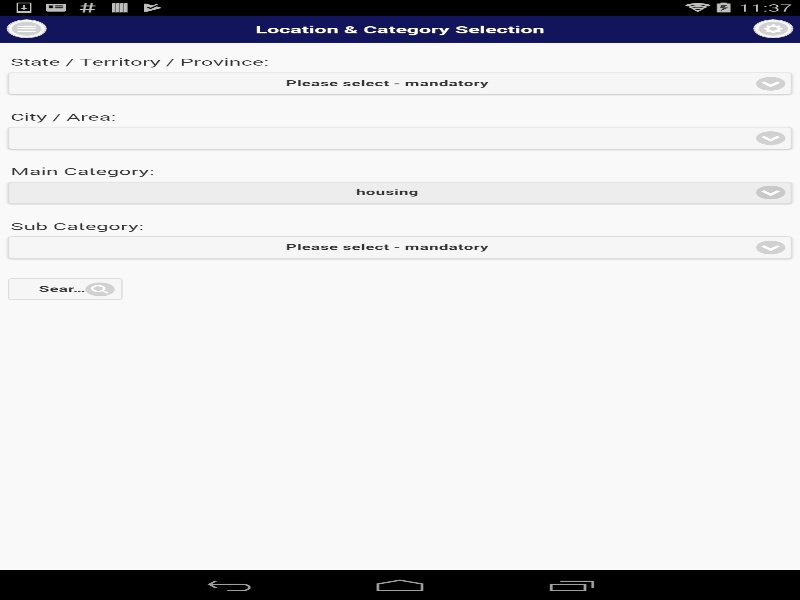 11:37
Location & Category Selection
State / Territory / Province:
Please select - mandatory
City / Area:
Main Category:
housing
Sub Category:
Please select - mandatory
Sear...